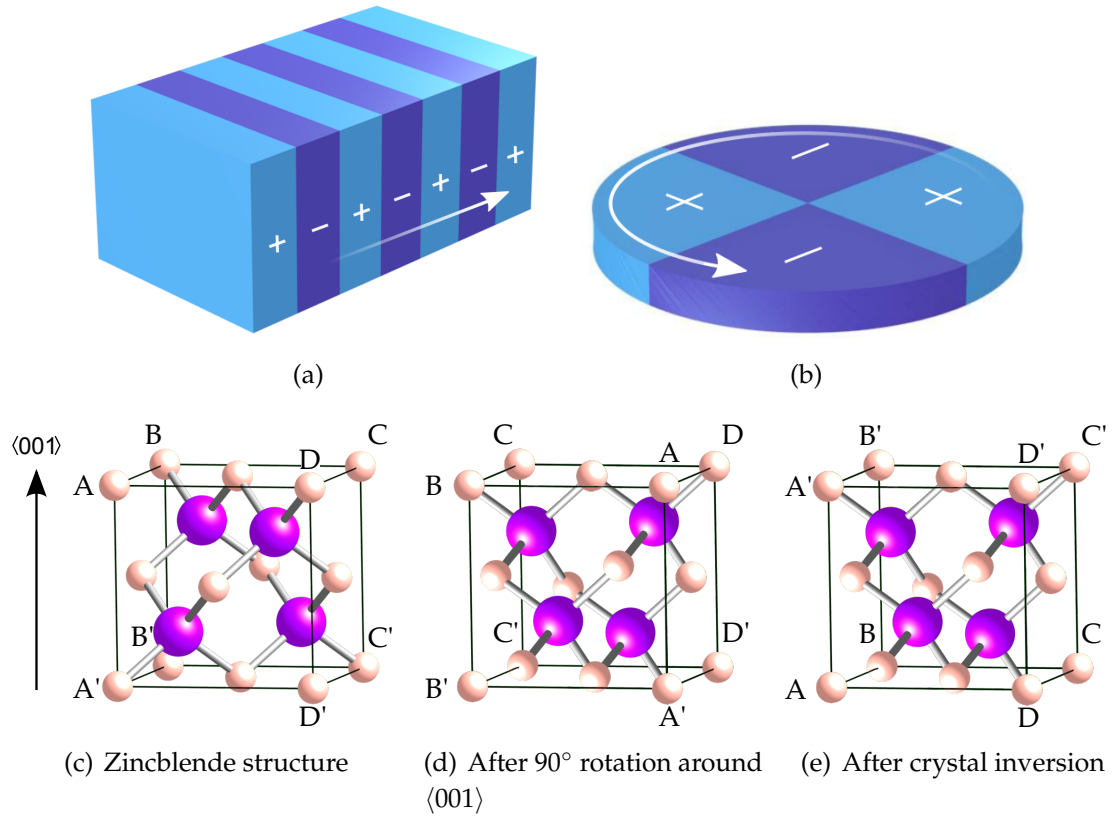 + − + − + − +
− + + −
(a)
(b)
⟨001⟩
B
C
D
A
B'
C'
A'
D'
C
D
A
B
C'
D'
B'
A'
B'
C'
D'
A'
B
C
A
D
(c) Zincblende structure
(d) After 90° rotation around
⟨001⟩
(e) After crystal inversion